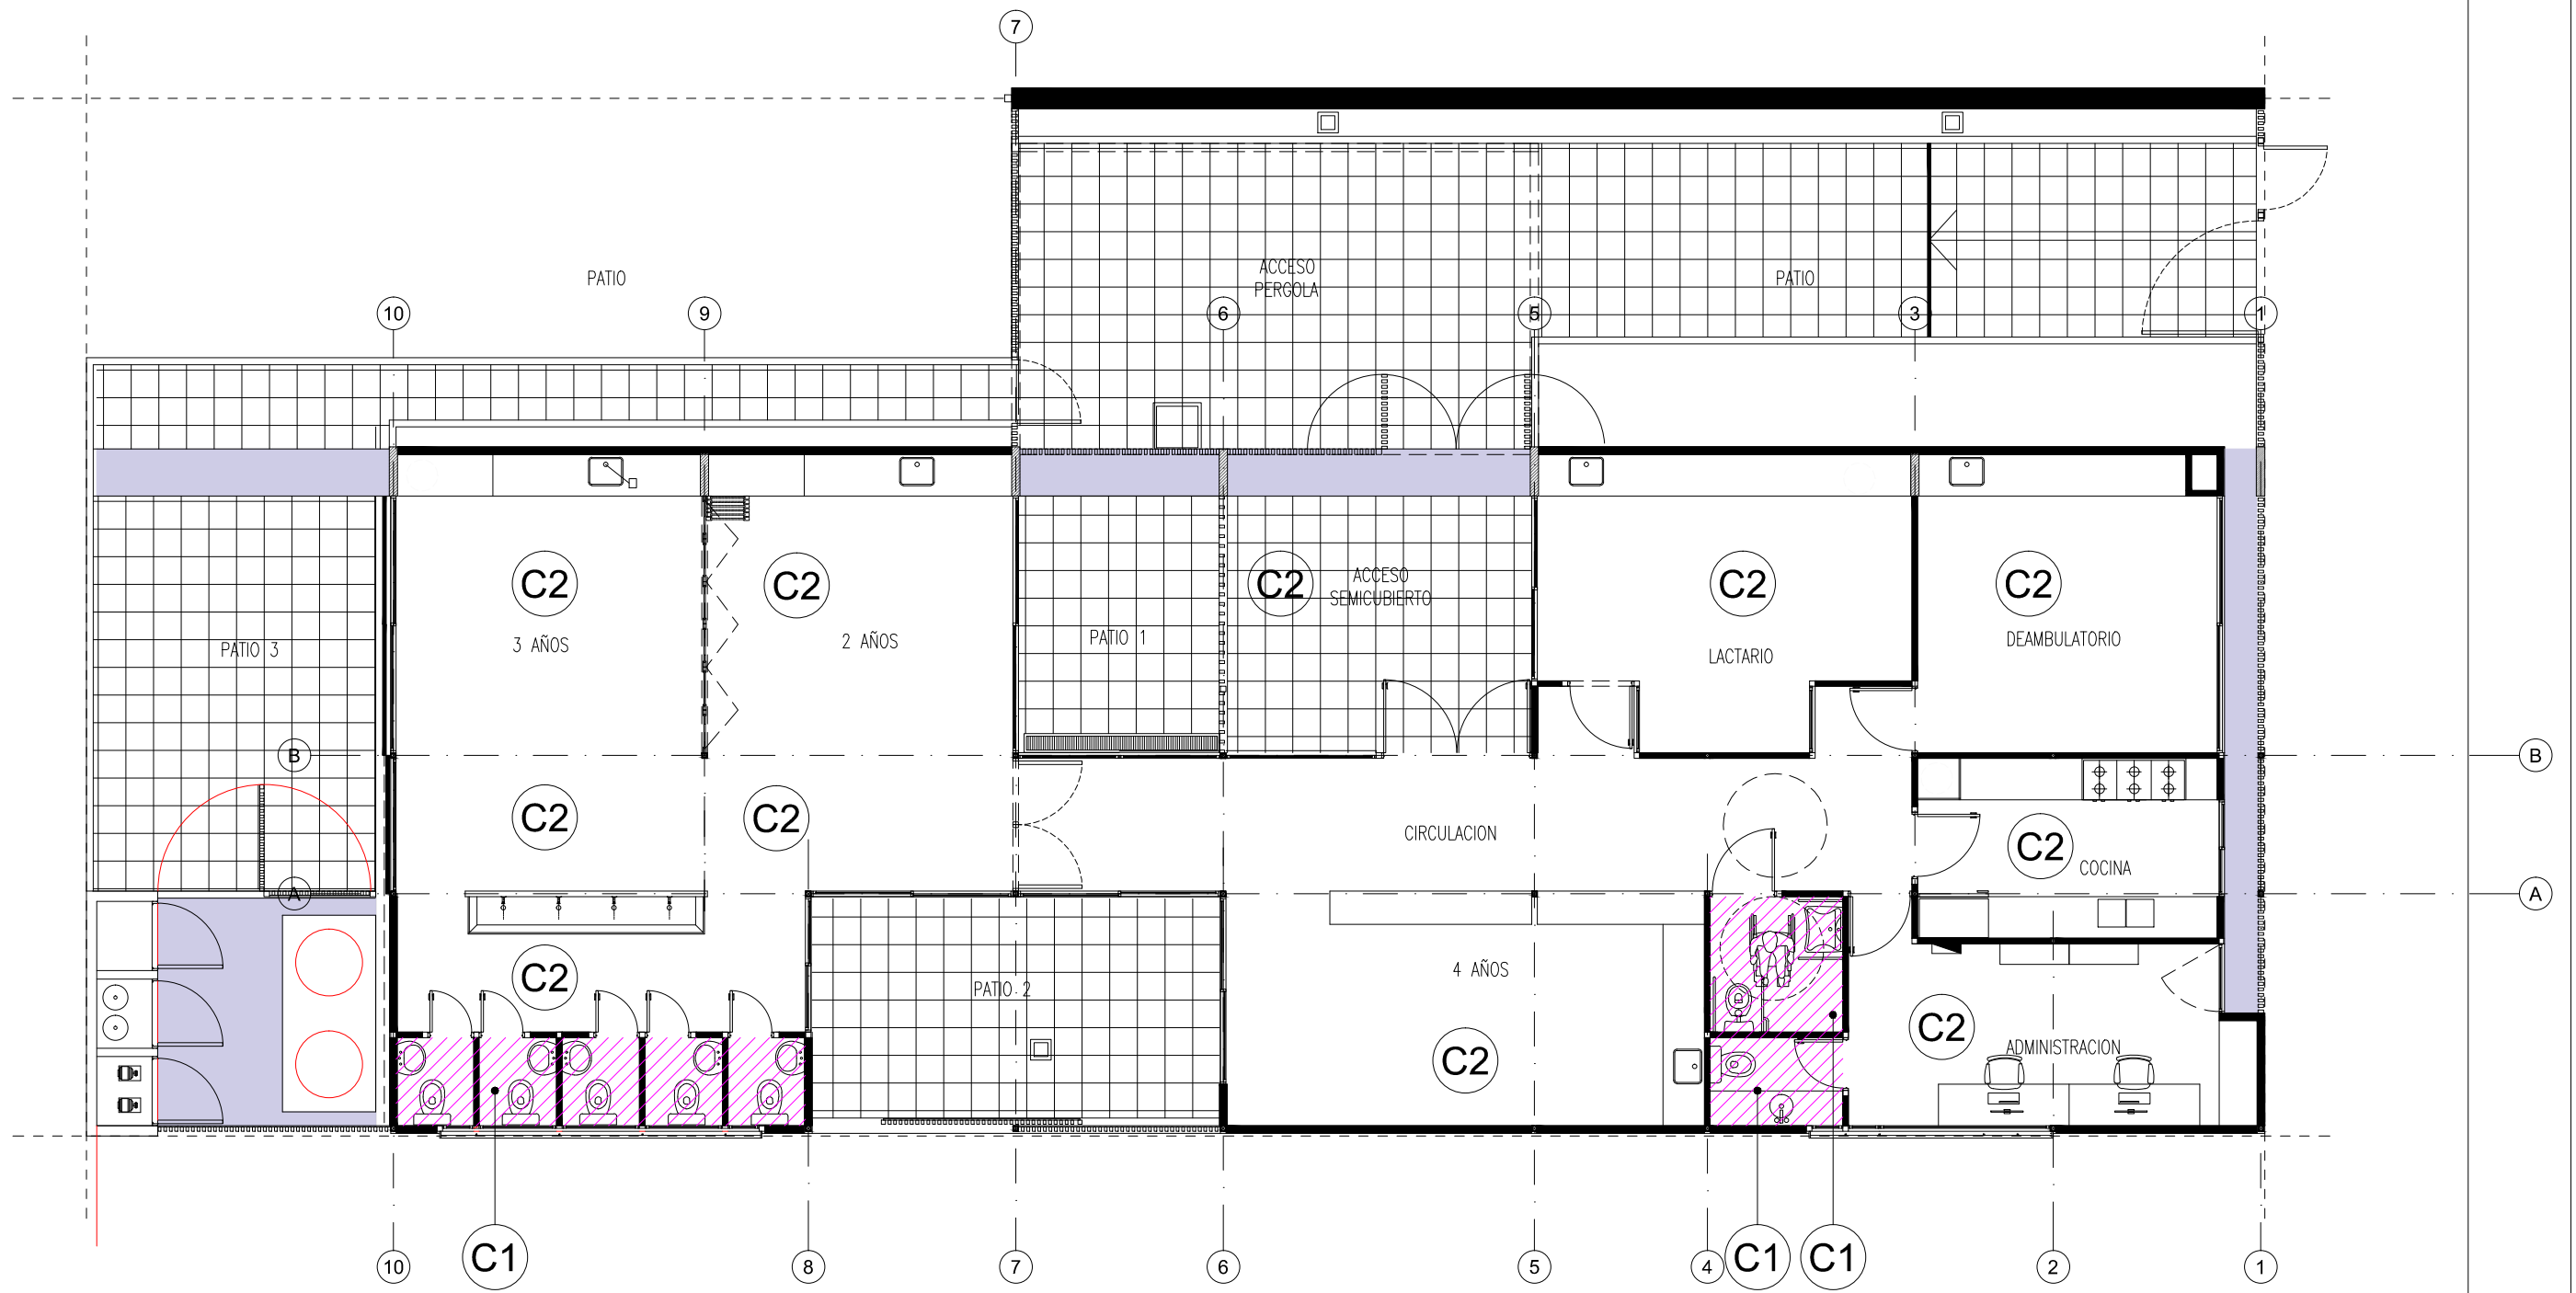 7
ACCESO
PERGOLA
PATIO
PATIO
10
9
6
5
3
1
C2
C2
C2
C2
C2
ACCESO
SEMICUBIERTO
PATIO 3
3 AÑOS
2 AÑOS
PATIO 1
LACTARIO
DEAMBULATORIO
B
B
C2
C2
CIRCULACION
C2
COCINA
A
A
C2
PATIO 2
4 AÑOS
C2
C2
ADMINISTRACION
C1
C1
C1
10
8
7
6
5
4
2
1